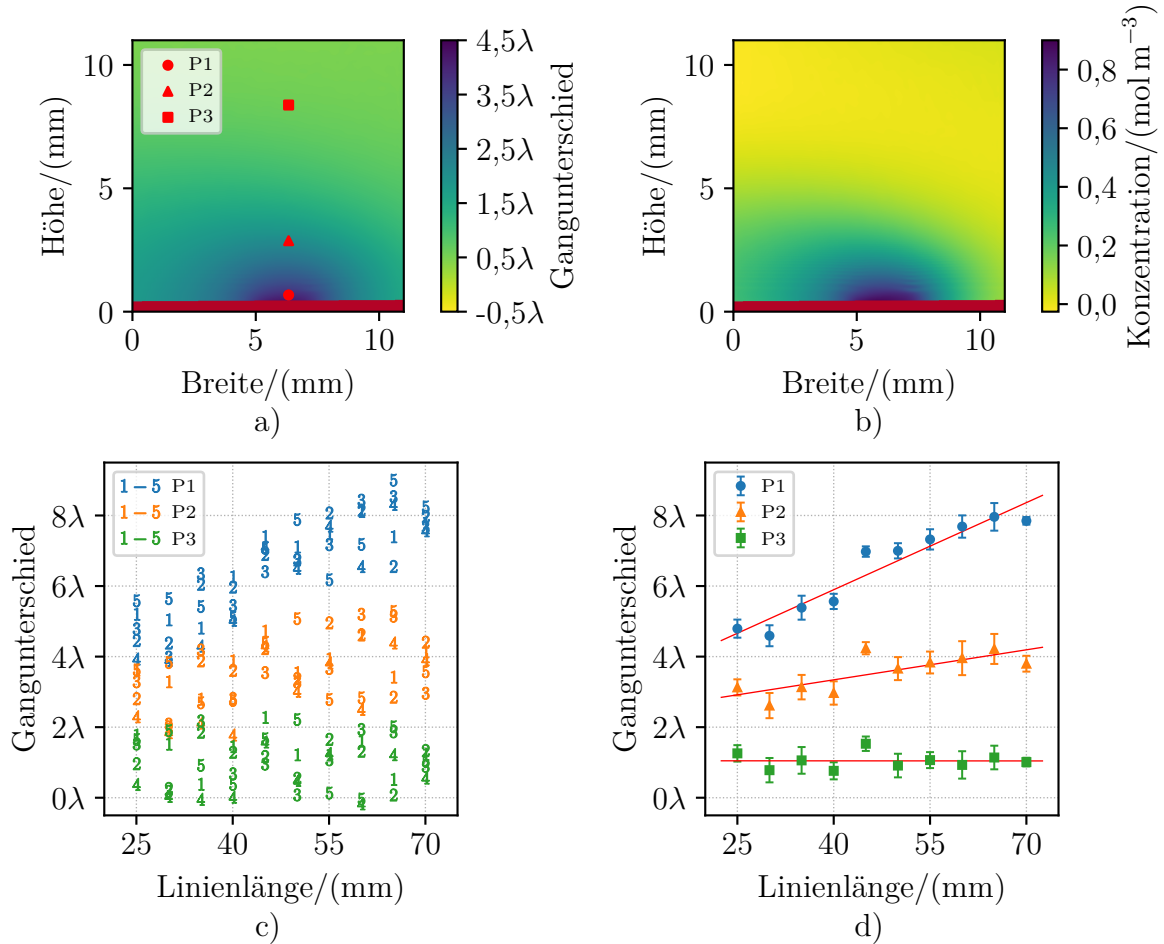 10
5
0
Höhe/(mm)
P1
P2
P3
0
5
10
Breite/(mm)
a)
4,5λ
3,5λ
2,5λ
1,5λ
0,5λ
-0,5λ
Gangunterschied
10
5
0
Höhe/(mm)
0
5
10
Breite/(mm)
b)
0,8
0,6
0,4
0,2
0,0
Konzentration/(mol m⁻³)
8λ
6λ
4λ
2λ
0λ
Gangunterschied
1 – 5 P1
1 – 5 P2
1 – 5 P3
25
40
55
70
Linienlänge/(mm)
c)
8λ
6λ
4λ
2λ
0λ
Gangunterschied
P1
P2
P3
25
40
55
70
Linienlänge/(mm)
d)